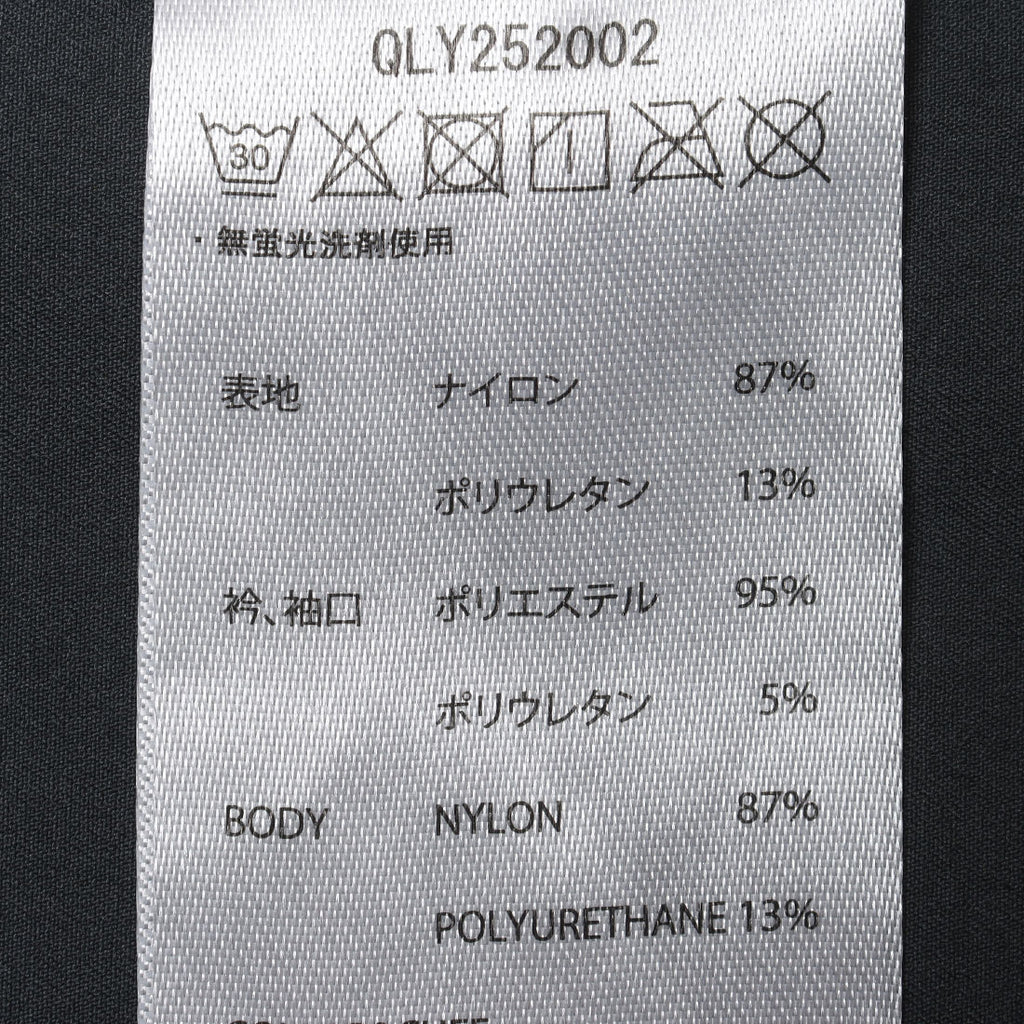 QLY252002
30
・無蛍光洗剤使用
表地 ナイロン 87%
ポリウレタン 13%
衿、袖口 ポリエステル 95%
ポリウレタン 5%
BODY NYLON 87%
POLYURETHANE 13%